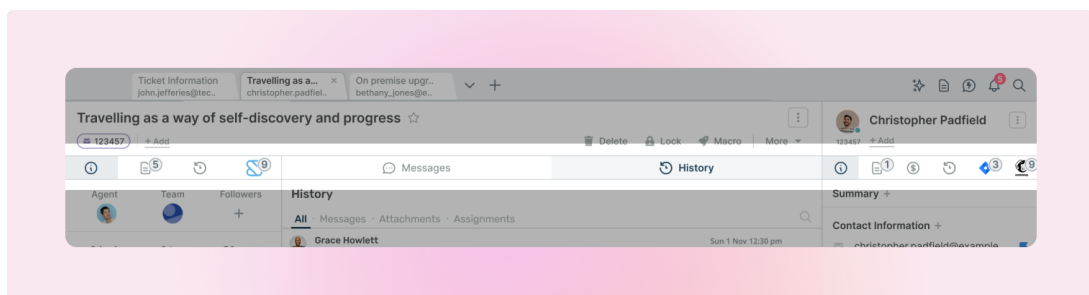 Ticket Information
john.jefferies@tec..
Travelling as a... ×
christopher.padfiel..
On premise upgr..
bethany_jones@e..
9
Travelling as a way of self-discovery and progress
123457
+ Add
Delete
Lock
Macro
More
Christopher Padfield
123457
+ Add
5
9
Messages
History
1
3
9
Agent
Team
Followers
History
All · Messages · Attachments · Assignments
Grace Howlett
Sun 1 Nov 12:30 pm
Summary +
Contact Information +
christopher.padfield@example